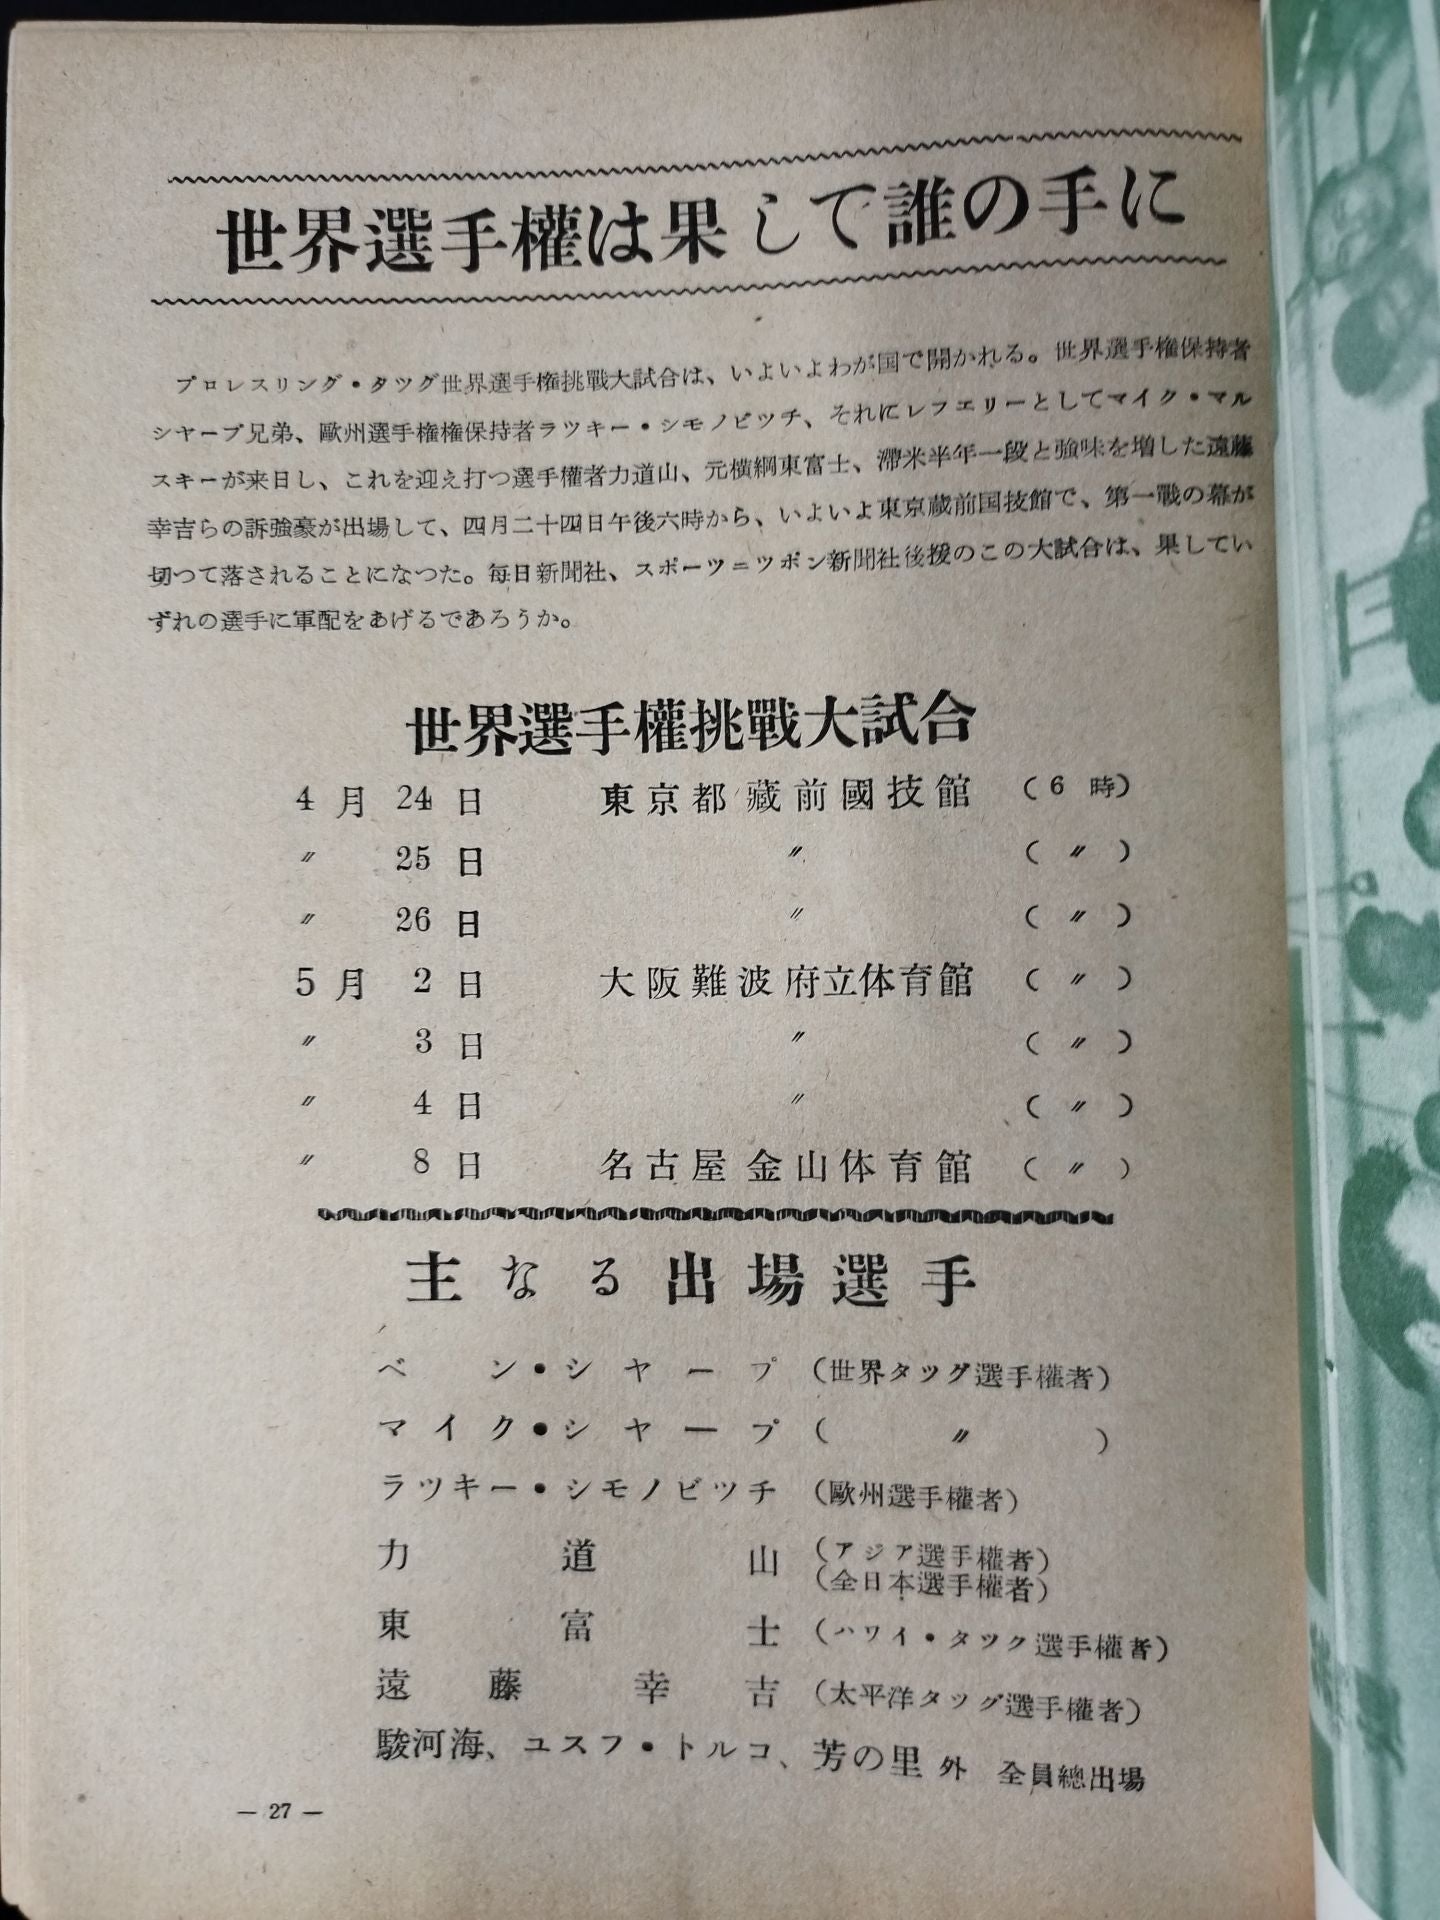 世界選手權は果して誰の手に
プロレスリング・タツグ世界選手権挑戰大試合は、いよいよわが国で開かれる。世界選手権保持者
シヤープ兄弟、歐州選手権権保持者ラツキー・シモノビツチ、それにレフエリーとしてマイク・マル
スキーが来日し、これを迎え打つ選手權者力道山、元横綱東富士、滯米半年一段と強味を増した遠藤
幸吉らの訴強豪が出場して、四月二十四日午後六時から、いよいよ東京蔵前国技館で、第一戰の幕が
切つて落されることになつた。毎日新聞社、スポーツニツポン新聞社後援のこの大試合は、果してい
ずれの選手に軍配をあげるであろうか。
世界選手權挑戰大試合
4月24日 東京都藏前國技館 (6時)
〃 25日 〃 (〃)
〃 26日 〃 (〃)
5月2日 大阪難波府立体育館 (〃)
〃 3日 〃 (〃)
〃 4日 〃 (〃)
〃 8日 名古屋金山体育館 (〃)
主なる出場選手
ベン・シヤープ (世界タツグ選手權者)
マイク・シヤープ (〃)
ラツキー・シモノビツチ (歐州選手權者)
力道山 (アジア選手權者)
(全日本選手權者)
東富士 (ハワイ・タツク選手權者)
遠藤幸吉 (太平洋タツグ選手權者)
駿河海、ユスフ・トルコ、芳の里外 全員總出場
― 27 ―